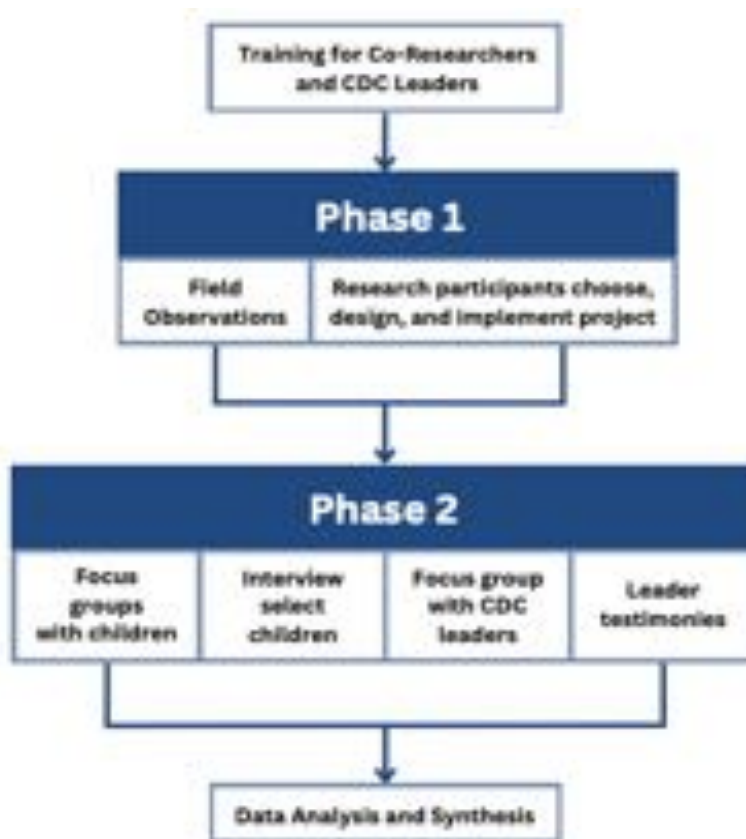 Training for Co-Researchers
and CDC Leaders
Phase 1
Field
Observations
Research participants choose,
design, and implement project
Phase 2
Focus
groups
with children
Interview
select
children
Focus group
with CDC
leaders
Leader
testimonies
Data Analysis and Synthesis